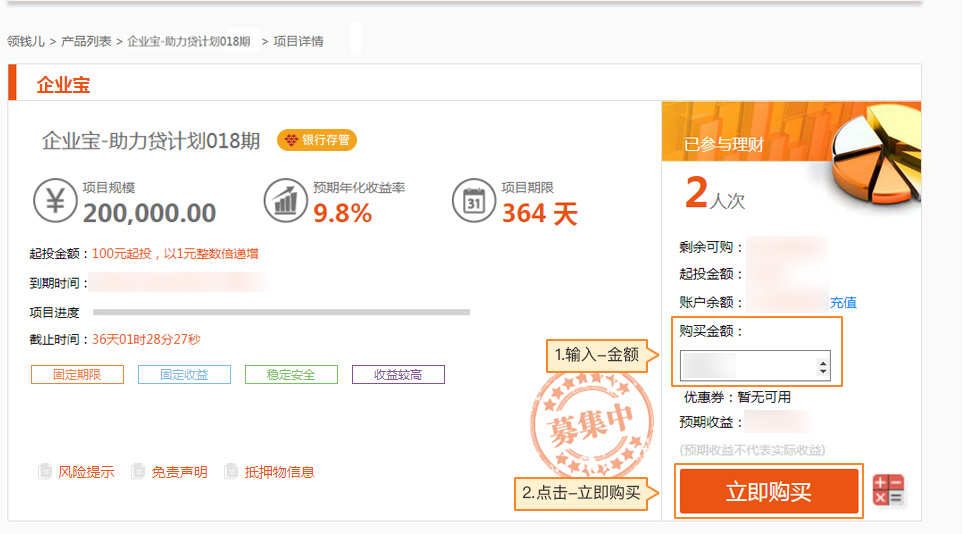 领钱儿 > 产品列表 > 企业宝-助力贷计划018期 > 项目详情
企业宝
企业宝-助力贷计划018期 银行存管
项目规模
200,000.00
预期年化收益率
9.8%
项目期限
31
364 天
起投金额：100元起投，以1元整数倍递增
到期时间：
项目进度
截止时间：36天01时28分27秒
固定期限 固定收益 稳定安全 收益较高
募集中
风险提示 免责声明 抵押物信息
已参与理财
2人次
剩余可购：
起投金额：
账户余额： 充值
购买金额：
1.输入–金额
优惠券：暂无可用
预期收益：
(预期收益不代表实际收益)
2.点击–立即购买
立即购买